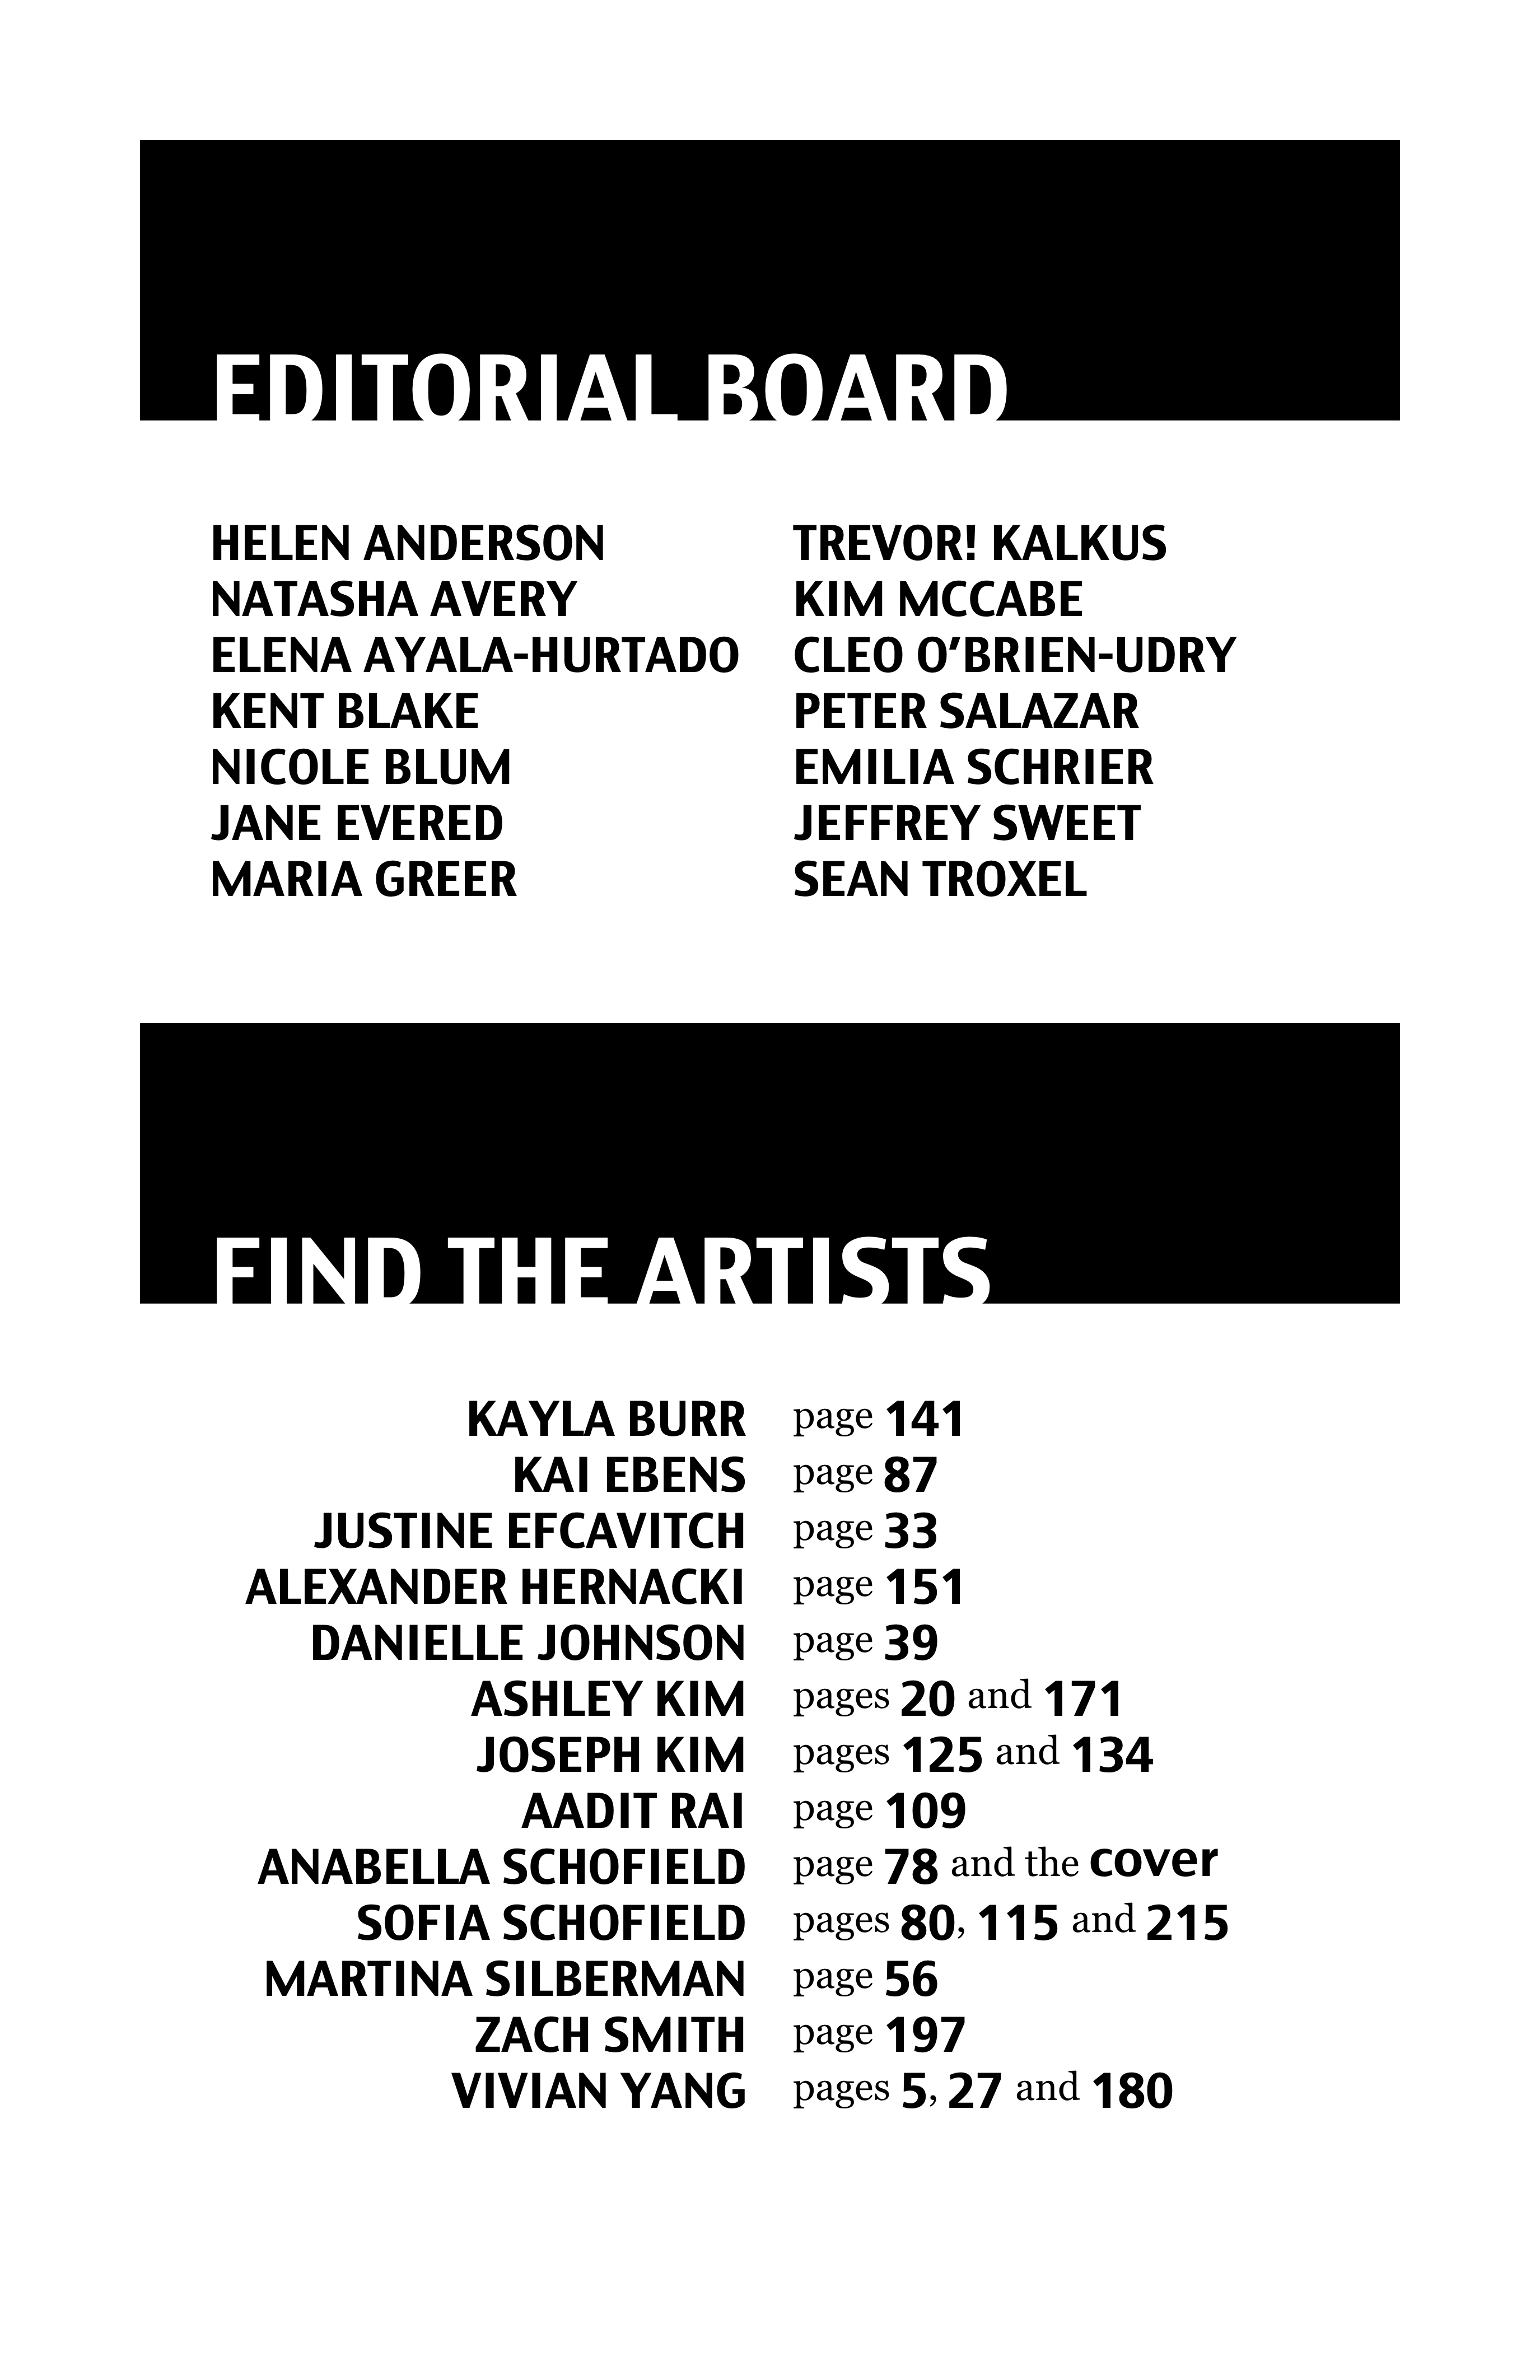 EDITORIAL BOARD
HELEN ANDERSON
NATASHA AVERY
ELENA AYALA-HURTADO
KENT BLAKE
NICOLE BLUM
JANE EVERED
MARIA GREER
TREVOR! KALKUS
KIM MCCABE
CLEO O’BRIEN-UDRY
PETER SALAZAR
EMILIA SCHRIER
JEFFREY SWEET
SEAN TROXEL
FIND THE ARTISTS
KAYLA BURR page 141
KAI EBENS page 87
JUSTINE EFCAVITCH page 33
ALEXANDER HERNACKI page 151
DANIELLE JOHNSON page 39
ASHLEY KIM pages 20 and 171
JOSEPH KIM pages 125 and 134
AADIT RAI page 109
ANABELLA SCHOFIELD page 78 and the cover
SOFIA SCHOFIELD pages 80, 115 and 215
MARTINA SILBERMAN page 56
ZACH SMITH page 197
VIVIAN YANG pages 5, 27 and 180